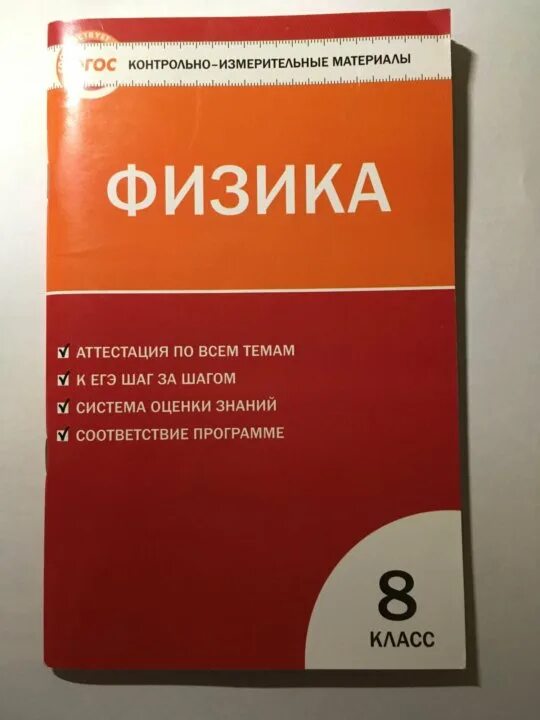 ФГОС
КОНТРОЛЬНО-ИЗМЕРИТЕЛЬНЫЕ МАТЕРИАЛЫ
ФИЗИКА
АТТЕСТАЦИЯ ПО ВСЕМ ТЕМАМ
К ЕГЭ ШАГ ЗА ШАГОМ
СИСТЕМА ОЦЕНКИ ЗНАНИЙ
СООТВЕТСТВИЕ ПРОГРАММЕ
8
КЛАСС